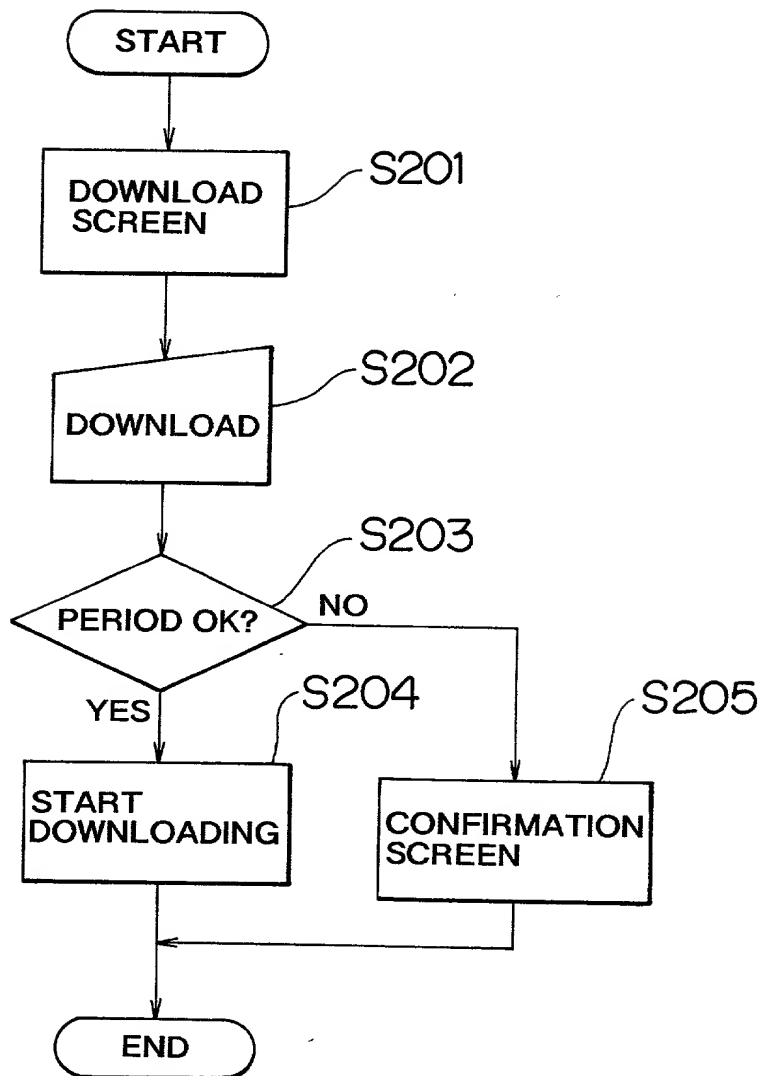 START
S201
DOWNLOAD
SCREEN
S202
DOWNLOAD
S203
PERIOD OK?
NO
YES
S204
S205
START
DOWNLOADING
CONFIRMATION
SCREEN
END